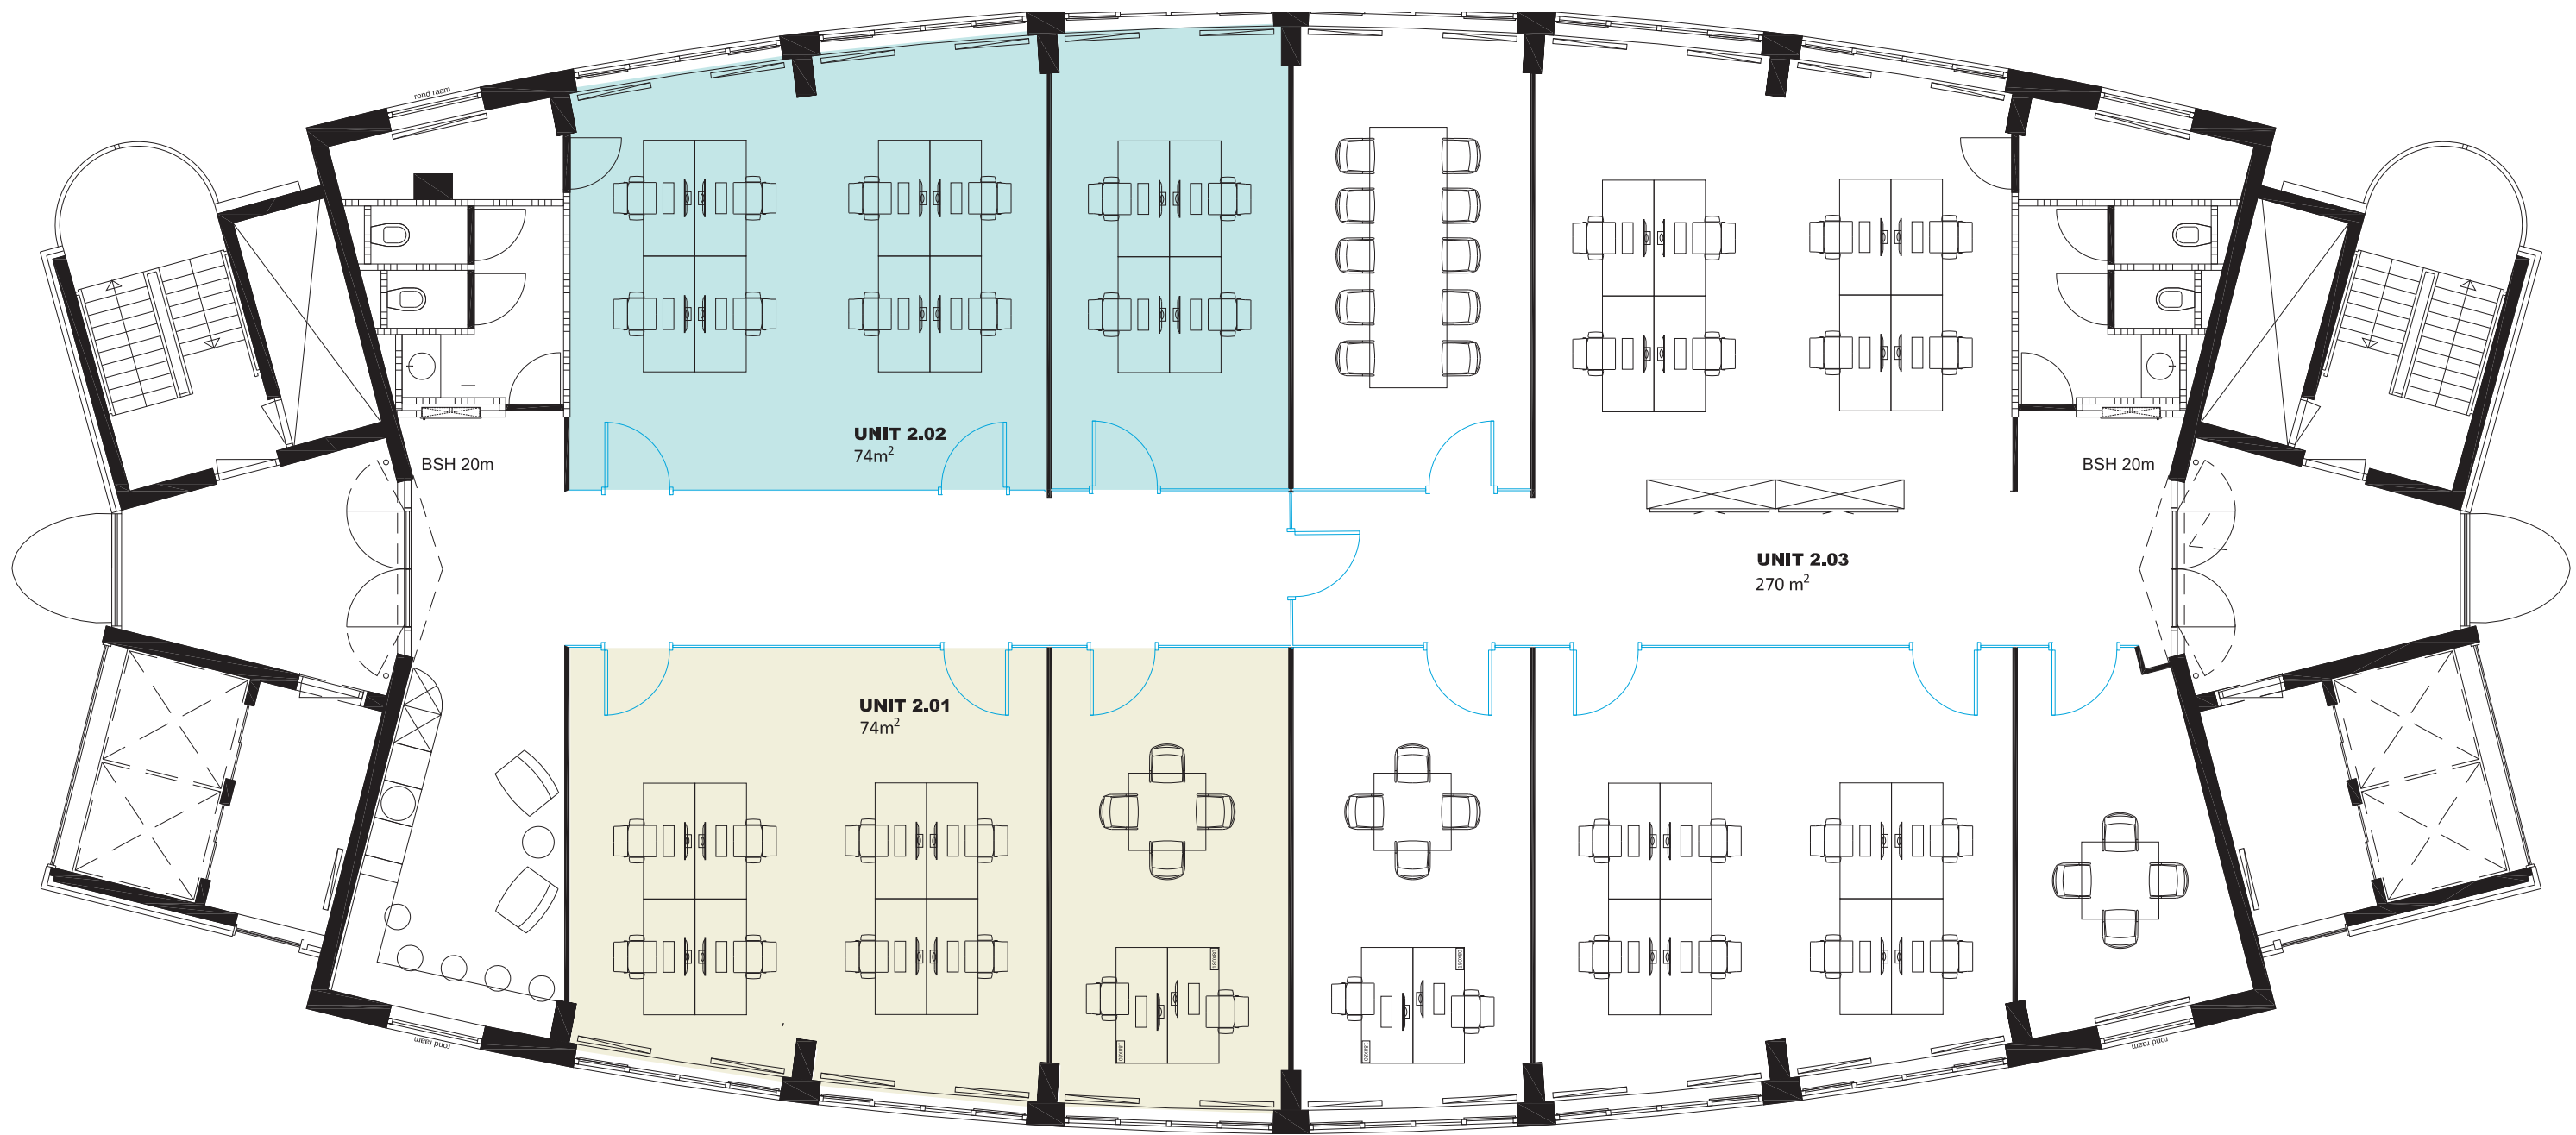 rond raam
UNIT 2.02
74m²
BSH 20m
BSH 20m
UNIT 2.03
270 m²
UNIT 2.01
74m²
rond raam
rond raam